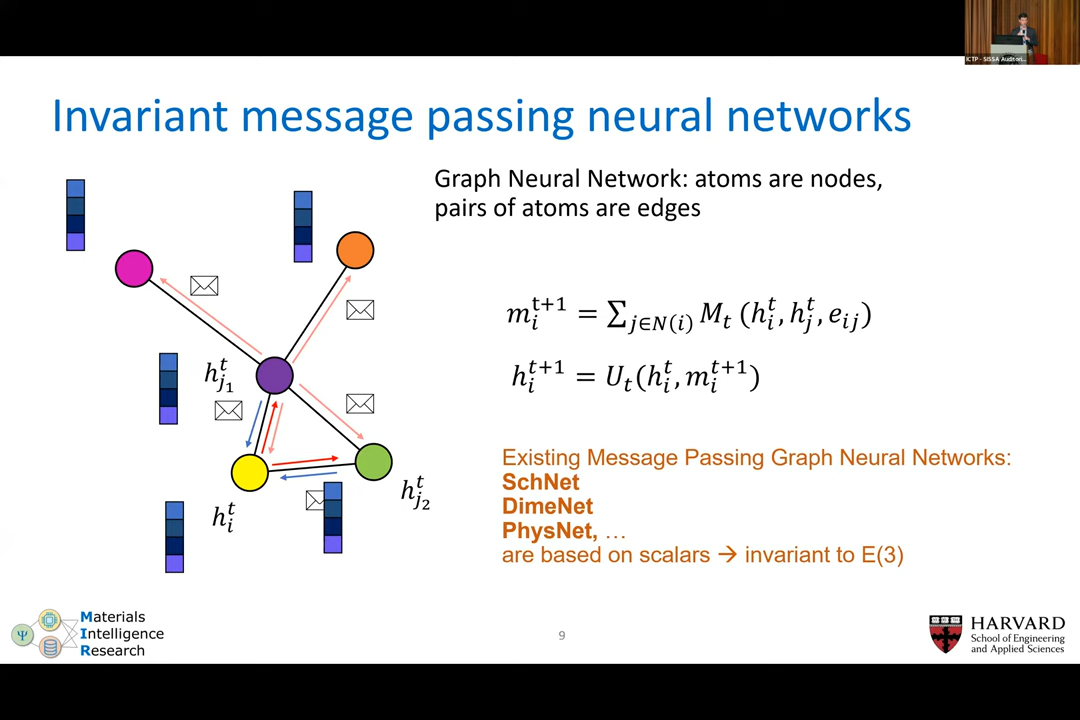 ICTP - SISSA Auditori...
Invariant message passing neural networks
Graph Neural Network: atoms are nodes,
pairs of atoms are edges
m_i^{t+1} = ∑_{j∈N(i)} M_t (h_i^t, h_j^t, e_{ij})
h_{j_1}^t
h_i^{t+1} = U_t(h_i^t, m_i^{t+1})
Existing Message Passing Graph Neural Networks:
SchNet
DimeNet
PhysNet, …
are based on scalars → invariant to E(3)
h_{j_2}^t
h_i^t
Ψ
Materials
Intelligence
Research
9
HARVARD
School of Engineering
and Applied Sciences